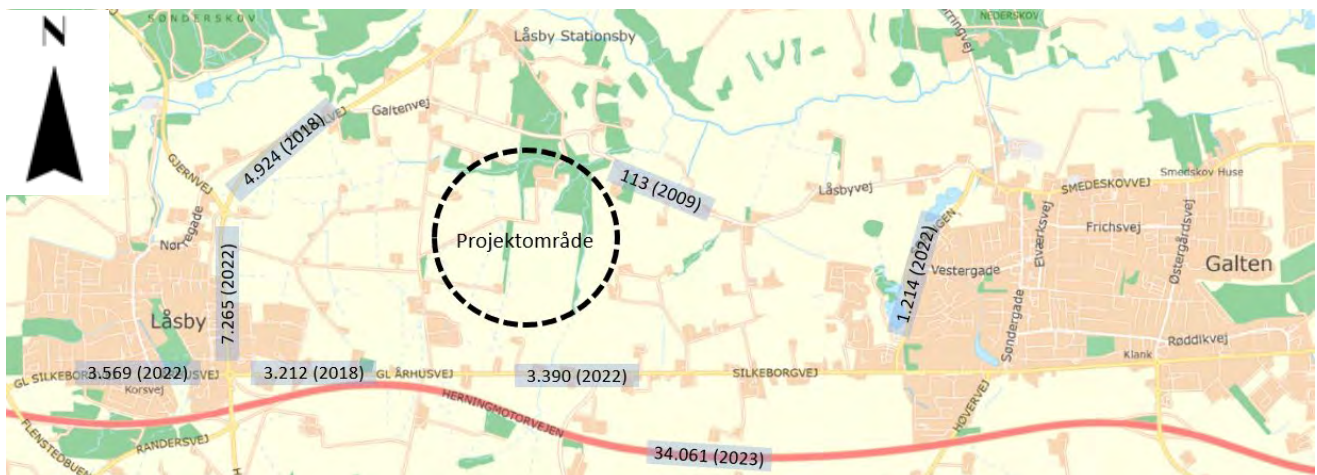 N
SØNDERSKOV
Låsby Stationsby
NEDERSKOV
Galtenvej
4.924 (2018)
GJERNVEJ
113 (2009)
Låsbyvej
Smedeskov Huse
SMEDESKOVVEJ
Frichsvej
Elværksvej
Østergårdsvej
Galten
Projektområde
7.265 (2022)
1.214 (2022)
Vestergade
Søndergade
Låsby
Røddikvej
Klank
3.569 (2022)
3.212 (2018)
GL ÅRHUSVEJ
3.390 (2022)
SILKEBORGVEJ
Korsvej
HERNINGMOTORVEJEN
HOVERVEJ
RANDERSVEJ
34.061 (2023)